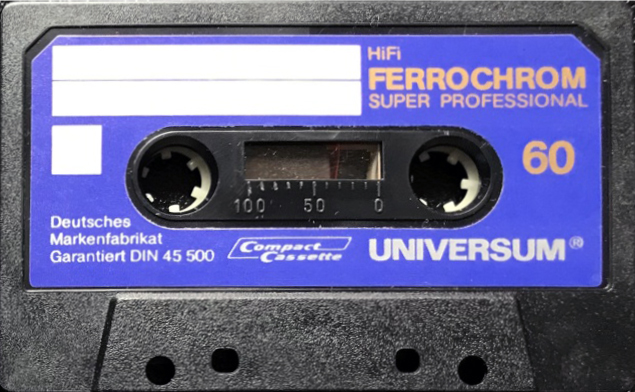 HiFi
FERROCHROM
SUPER PROFESSIONAL
60
100 50 0
Deutsches
Markenfabrikat
Garantiert DIN 45 500
Compact
Cassette
UNIVERSUM®